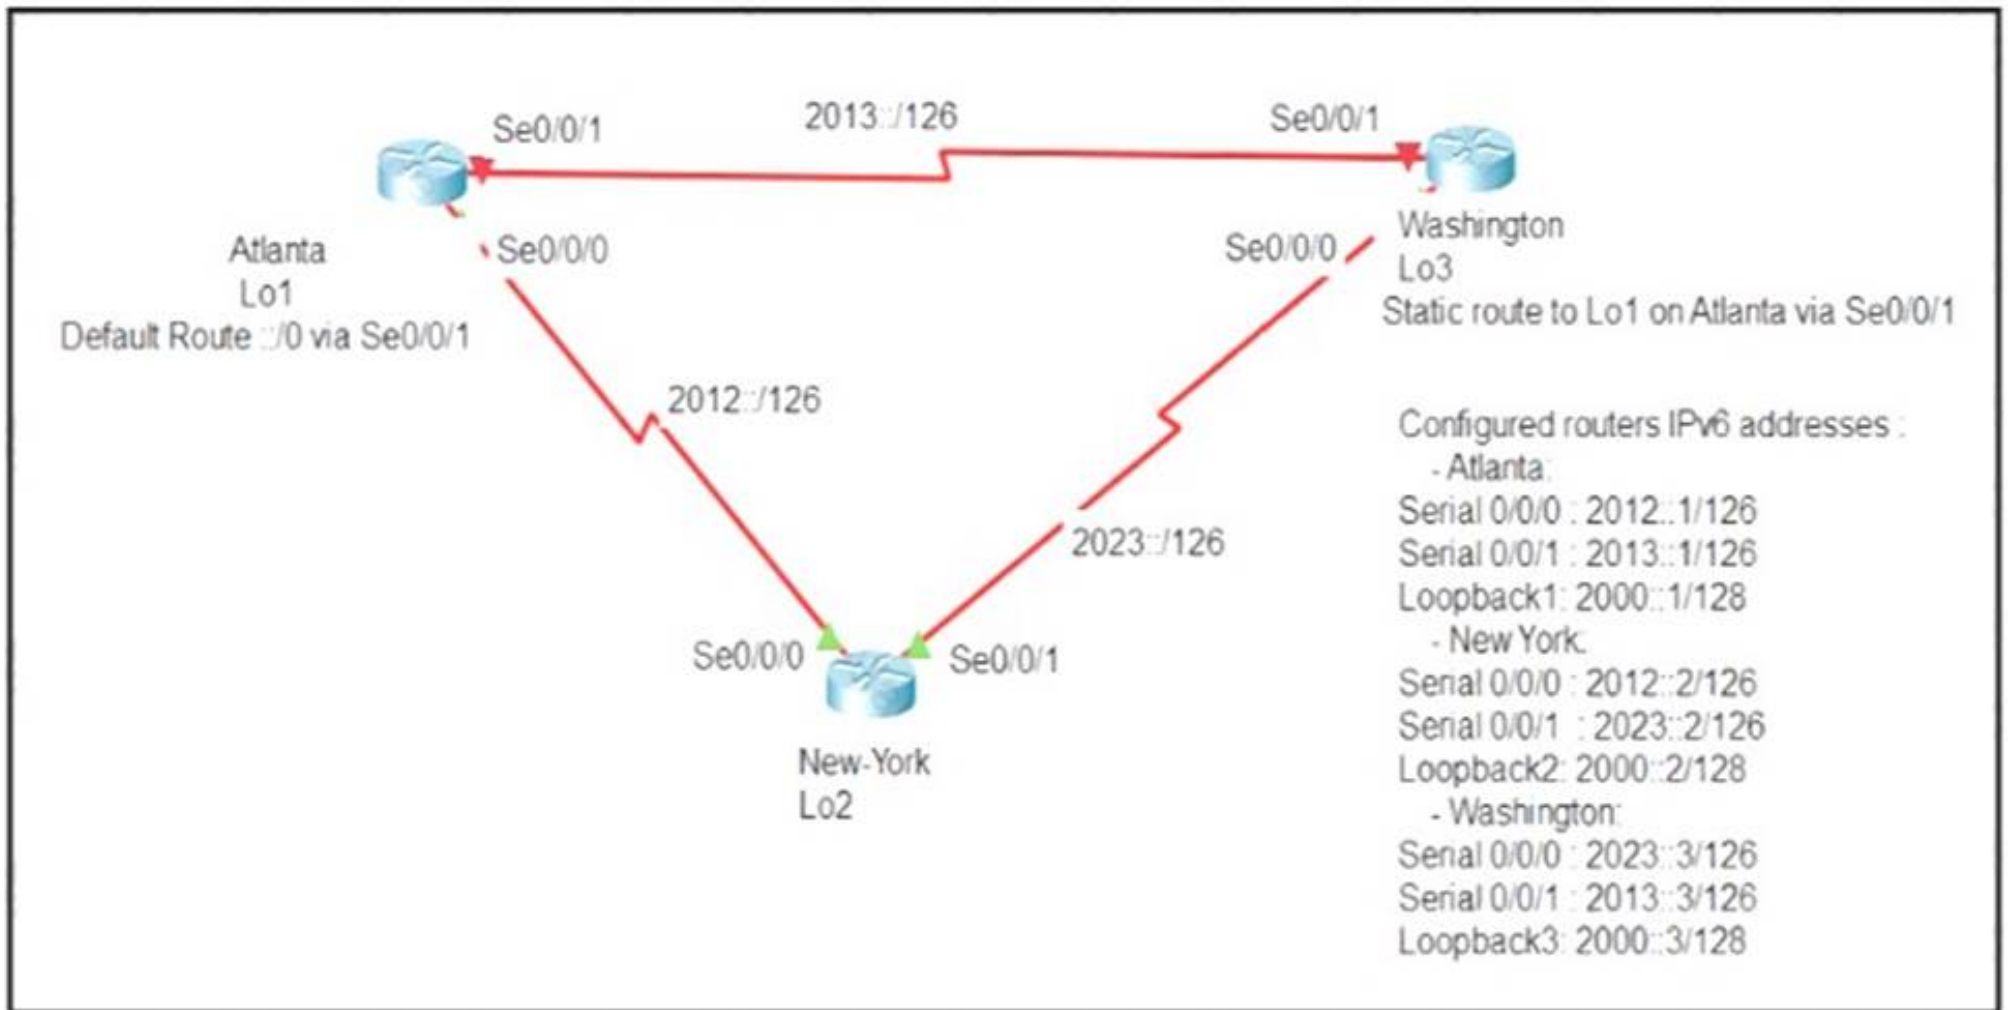 2013::/126
Se0/0/1
Se0/0/1
Atlanta
Lo1
Default Route ::/0 via Se0/0/1
Se0/0/0
Se0/0/0
Washington
Lo3
Static route to Lo1 on Atlanta via Se0/0/1
2012::/126
2023::/126
Se0/0/0
Se0/0/1
New-York
Lo2
Configured routers IPv6 addresses :
- Atlanta:
Serial 0/0/0 : 2012::1/126
Serial 0/0/1 : 2013::1/126
Loopback1: 2000::1/128
- New York:
Serial 0/0/0 : 2012::2/126
Serial 0/0/1 : 2023::2/126
Loopback2: 2000::2/128
- Washington:
Serial 0/0/0 : 2023::3/126
Serial 0/0/1 : 2013::3/126
Loopback3: 2000::3/128